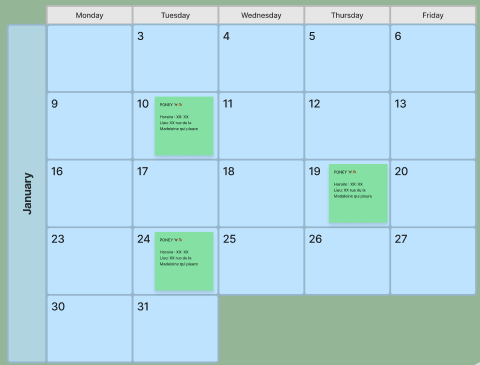 Monday Tuesday Wednesday Thursday Friday
January
3 4 5 6
9 10 11 12 13
PONEY
Horaire : XX :XX
Lieu: XX rue de la
Madeleine qui pleure
16 17 18 19 20
PONEY
Horaire : XX :XX
Lieu: XX rue de la
Madeleine qui pleure
23 24 25 26 27
PONEY
Horaire : XX :XX
Lieu: XX rue de la
Madeleine qui pleure
30 31